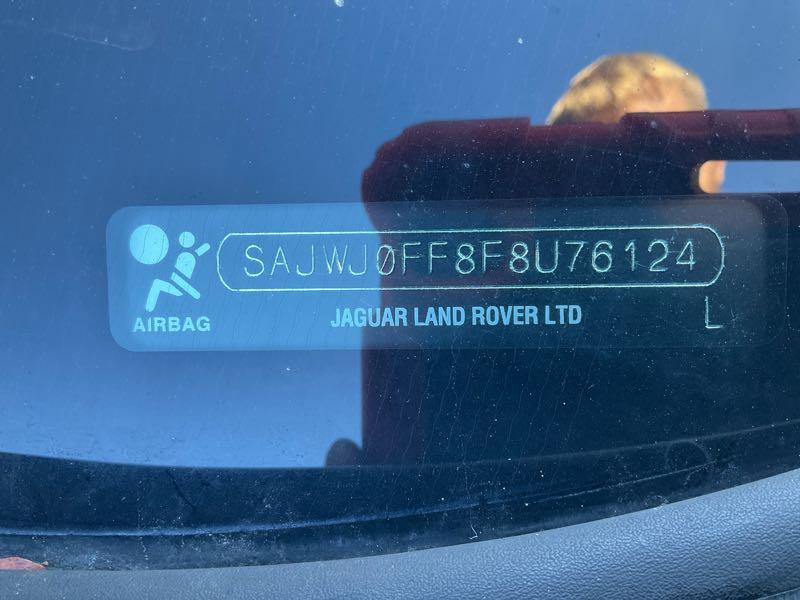 SAJWJ0FF8F8U76124
AIRBAG
JAGUAR LAND ROVER LTD
L